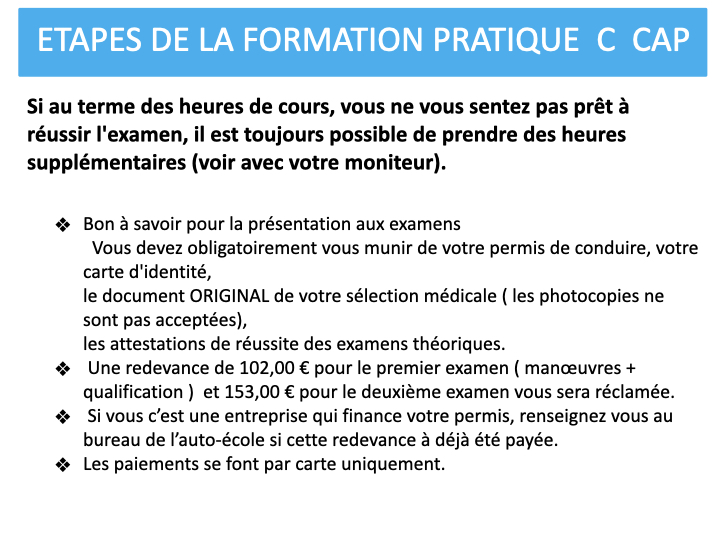 ETAPES DE LA FORMATION PRATIQUE  C  CAP
Si au terme des heures de cours, vous ne vous sentez pas prêt à
réussir l'examen, il est toujours possible de prendre des heures
supplémentaires (voir avec votre moniteur).
❖ Bon à savoir pour la présentation aux examens
Vous devez obligatoirement vous munir de votre permis de conduire, votre
carte d'identité,
le document ORIGINAL de votre sélection médicale ( les photocopies ne
sont pas acceptées),
les attestations de réussite des examens théoriques.
❖ Une redevance de 102,00 € pour le premier examen ( manœuvres +
qualification )  et 153,00 € pour le deuxième examen vous sera réclamée.
❖ Si vous c’est une entreprise qui finance votre permis, renseignez vous au
bureau de l’auto-école si cette redevance à déjà été payée.
❖ Les paiements se font par carte uniquement.